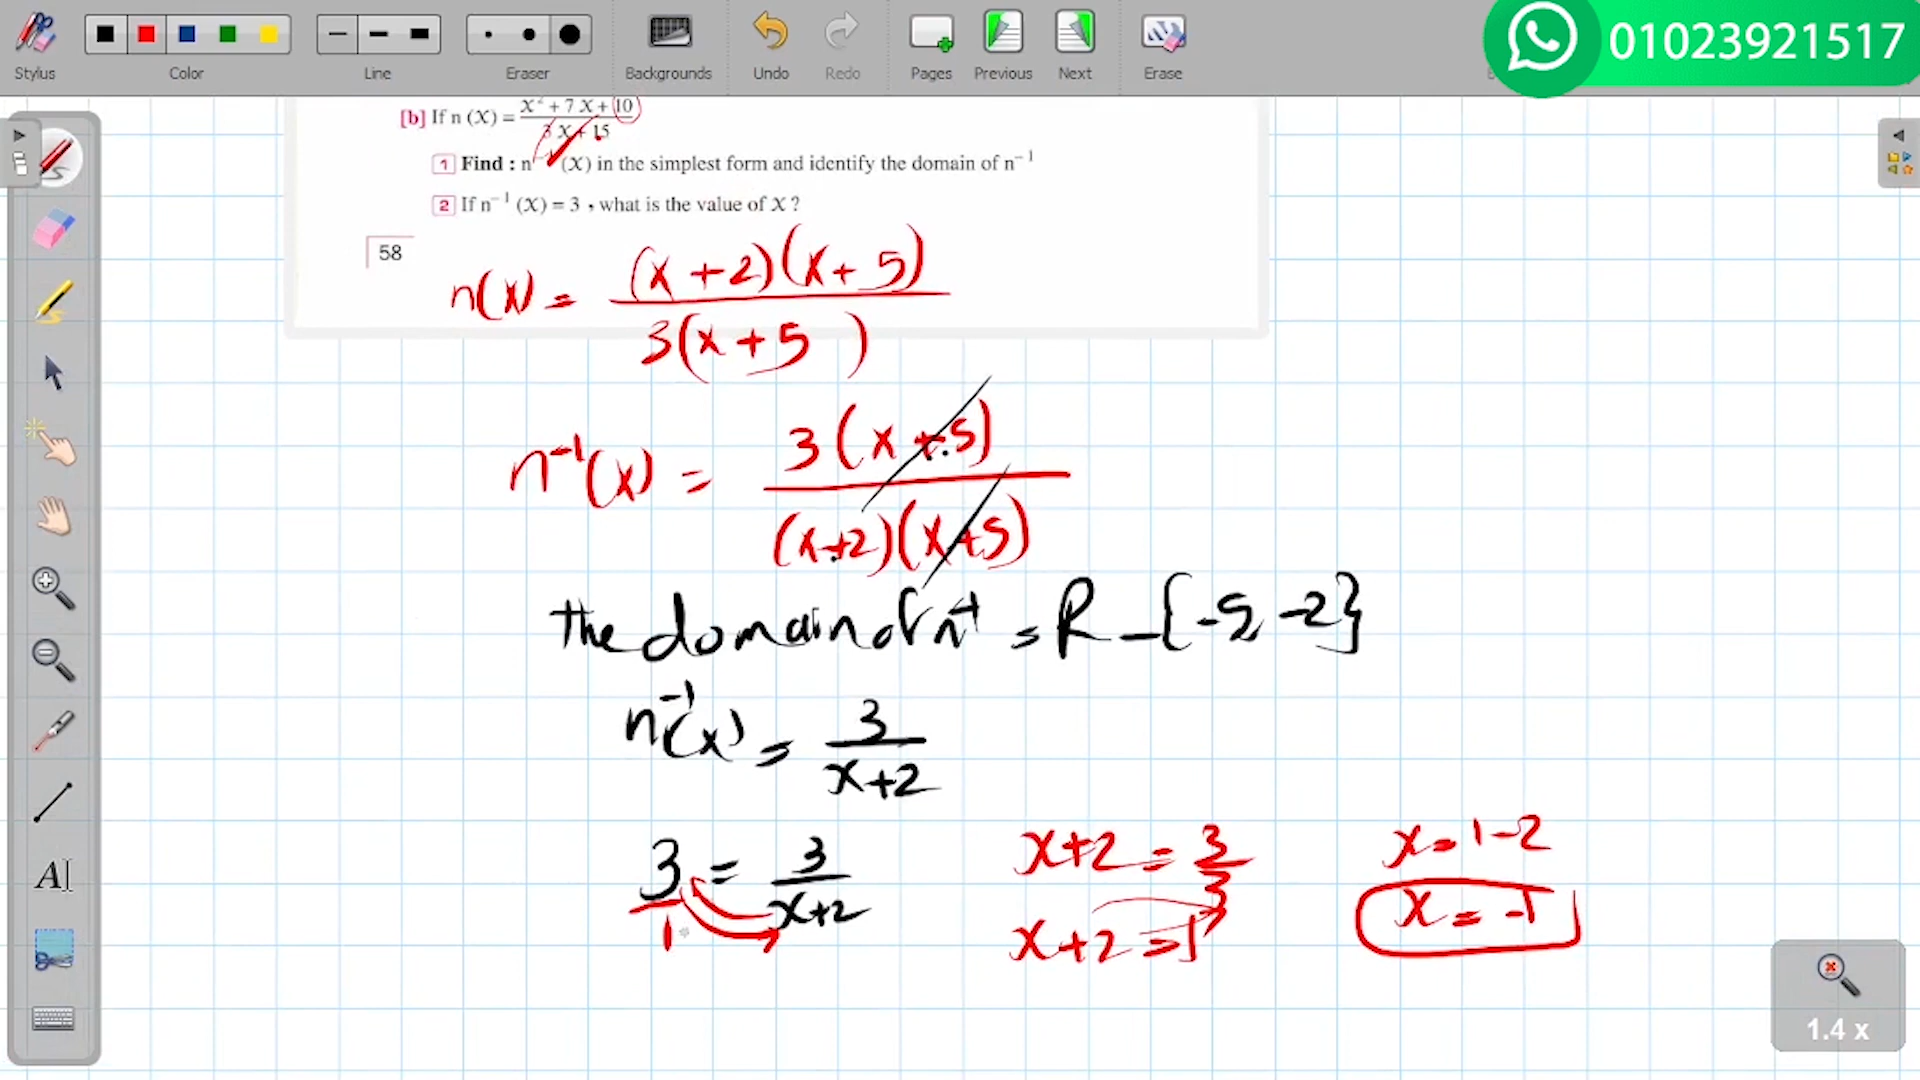 Stylus Color Line Eraser Backgrounds Undo Redo Pages Previous Next Erase
01023921517
[b] If n (X) = X² + 7 X + 10 / 3 X + 15
1 Find : n⁻¹ (X) in the simplest form and identify the domain of n⁻¹
2 If n⁻¹ (X) = 3 , what is the value of X ?
58
n(x) = (x + 2)(x + 5) / 3(x + 5)
n⁻¹(x) = 3(x + 5) / (x+2)(x+5)
the domain of n⁻¹ = R - {-5, -2}
n⁻¹(x) = 3 / x+2
3 / 1 = 3 / x+2
x+2 = 3 / 3
x+2 = 1
x = 1 - 2
x = -1
1.4 x